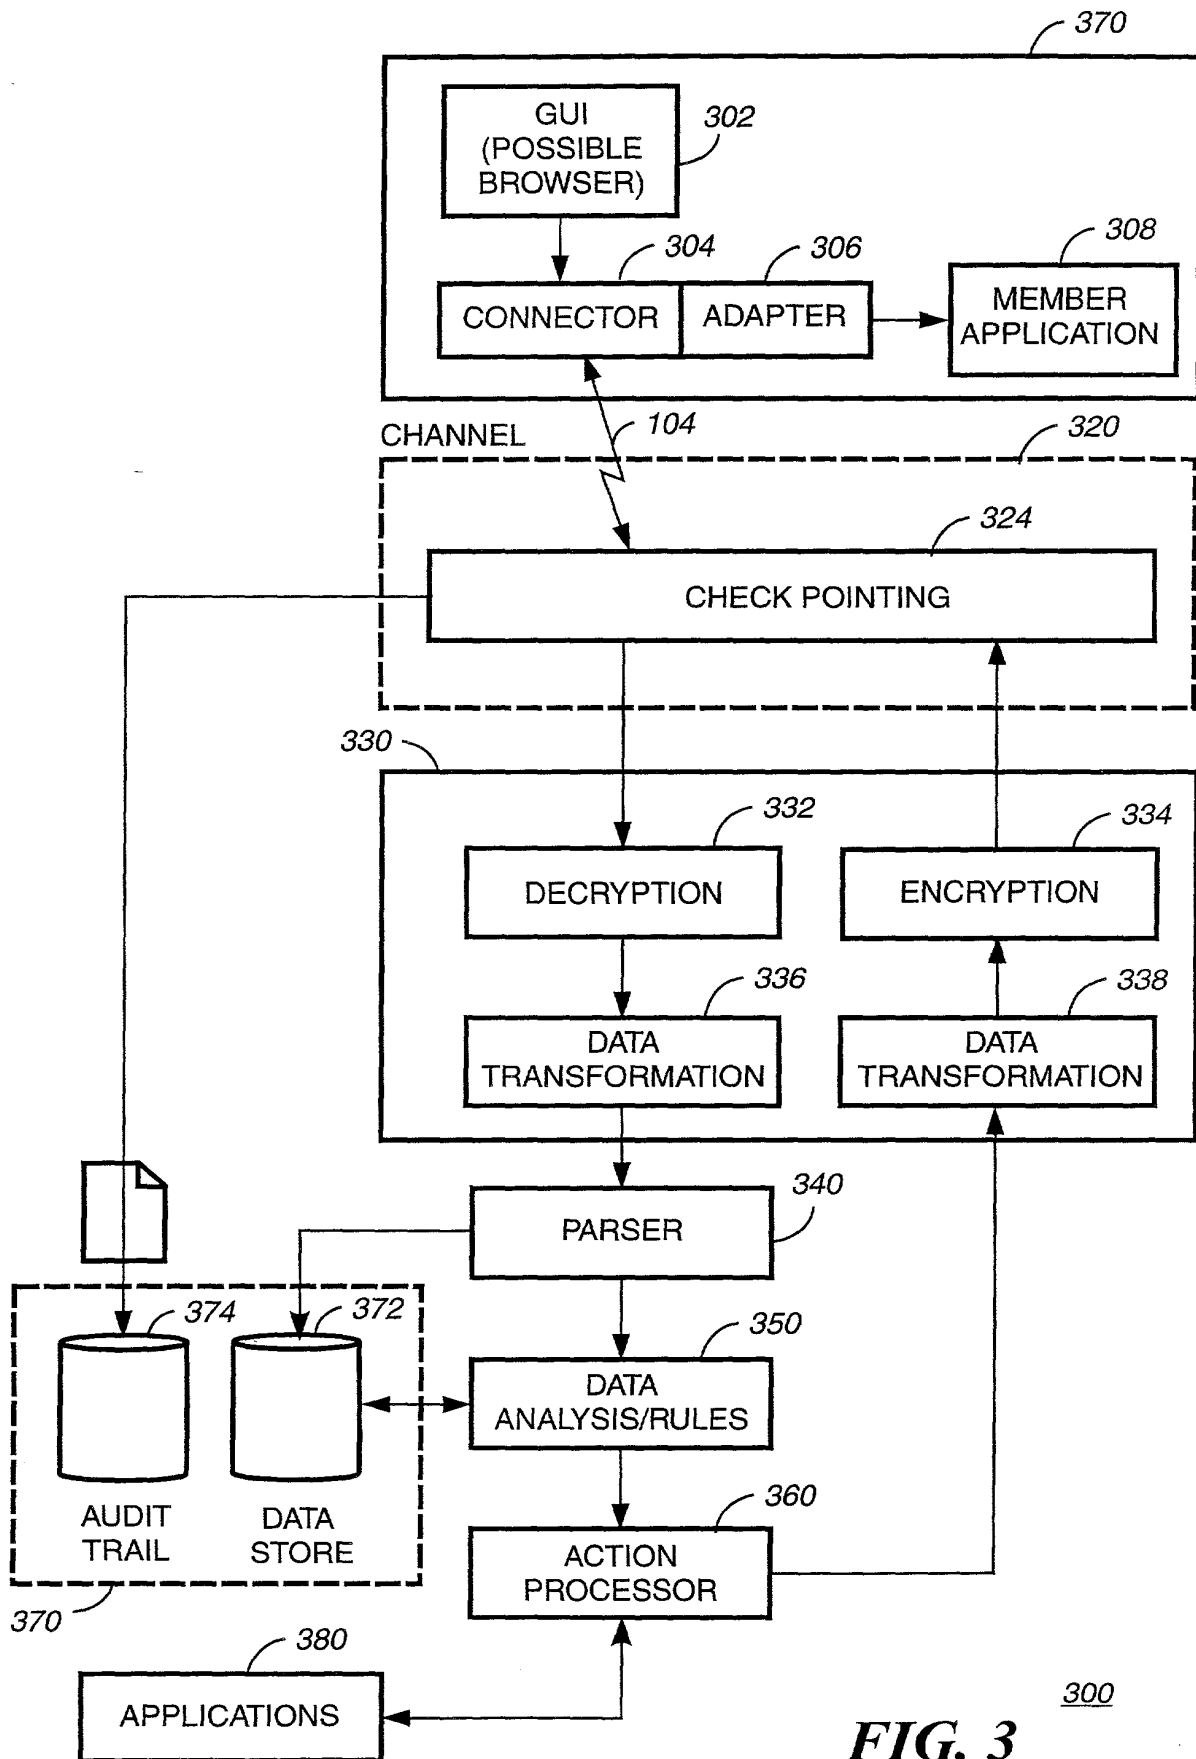 370
GUI
(POSSIBLE
BROWSER)
302
304
306
308
CONNECTOR
ADAPTER
MEMBER
APPLICATION
104
CHANNEL
320
324
CHECK POINTING
330
332
334
DECRYPTION
ENCRYPTION
336
338
DATA
TRANSFORMATION
DATA
TRANSFORMATION
340
PARSER
374
372
350
DATA
ANALYSIS/RULES
AUDIT
TRAIL
DATA
STORE
360
ACTION
PROCESSOR
370
380
APPLICATIONS
300
FIG. 3